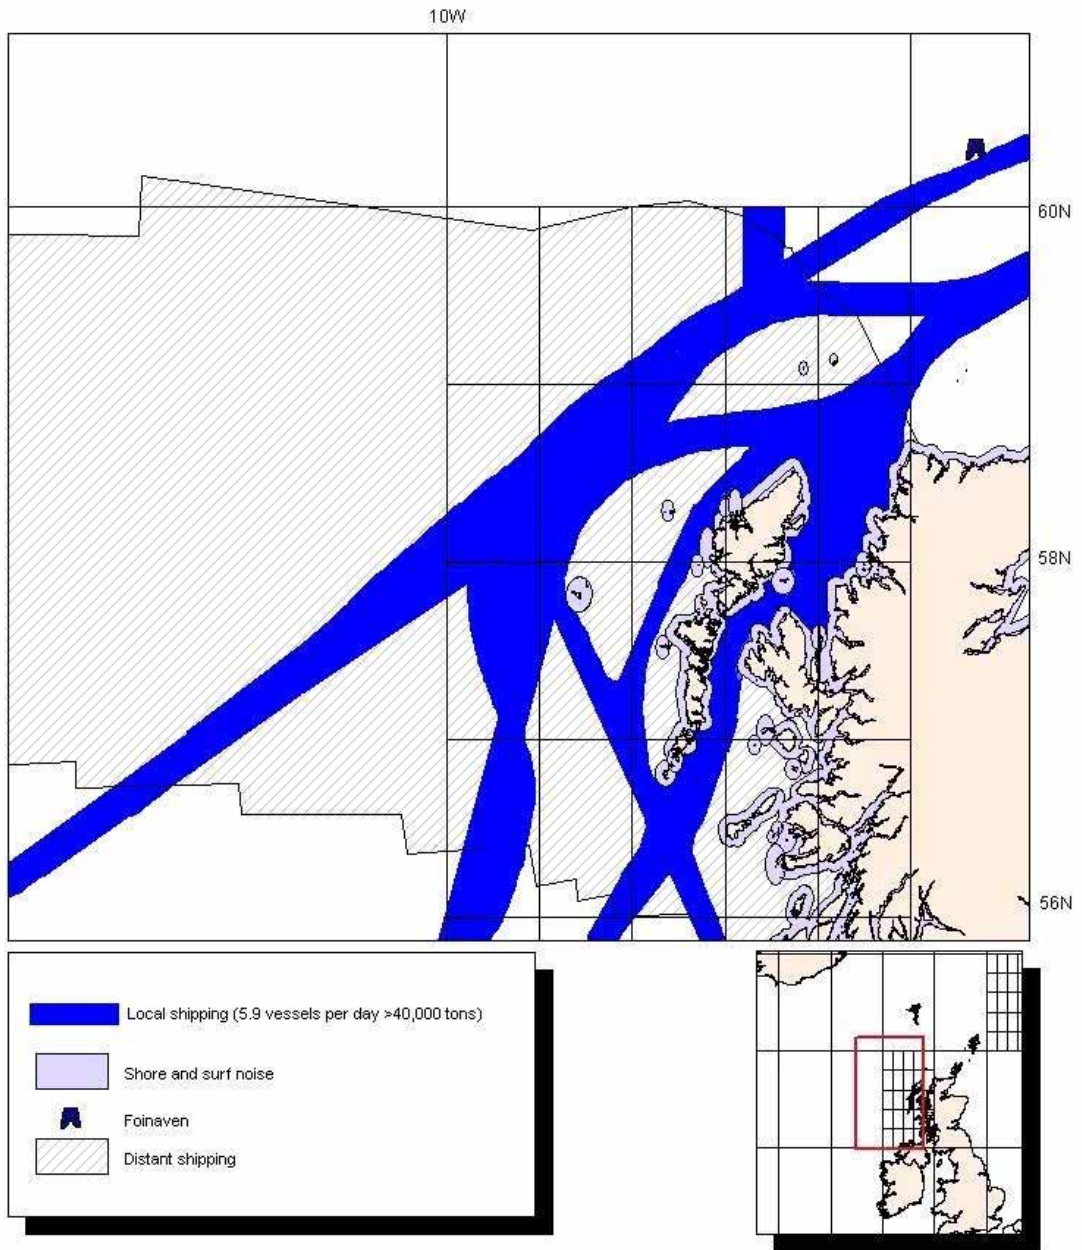 10W
60N
58N
56N
Local shipping (5.9 vessels per day >40,000 tons)
Shore and surf noise
Foinaven
Distant shipping